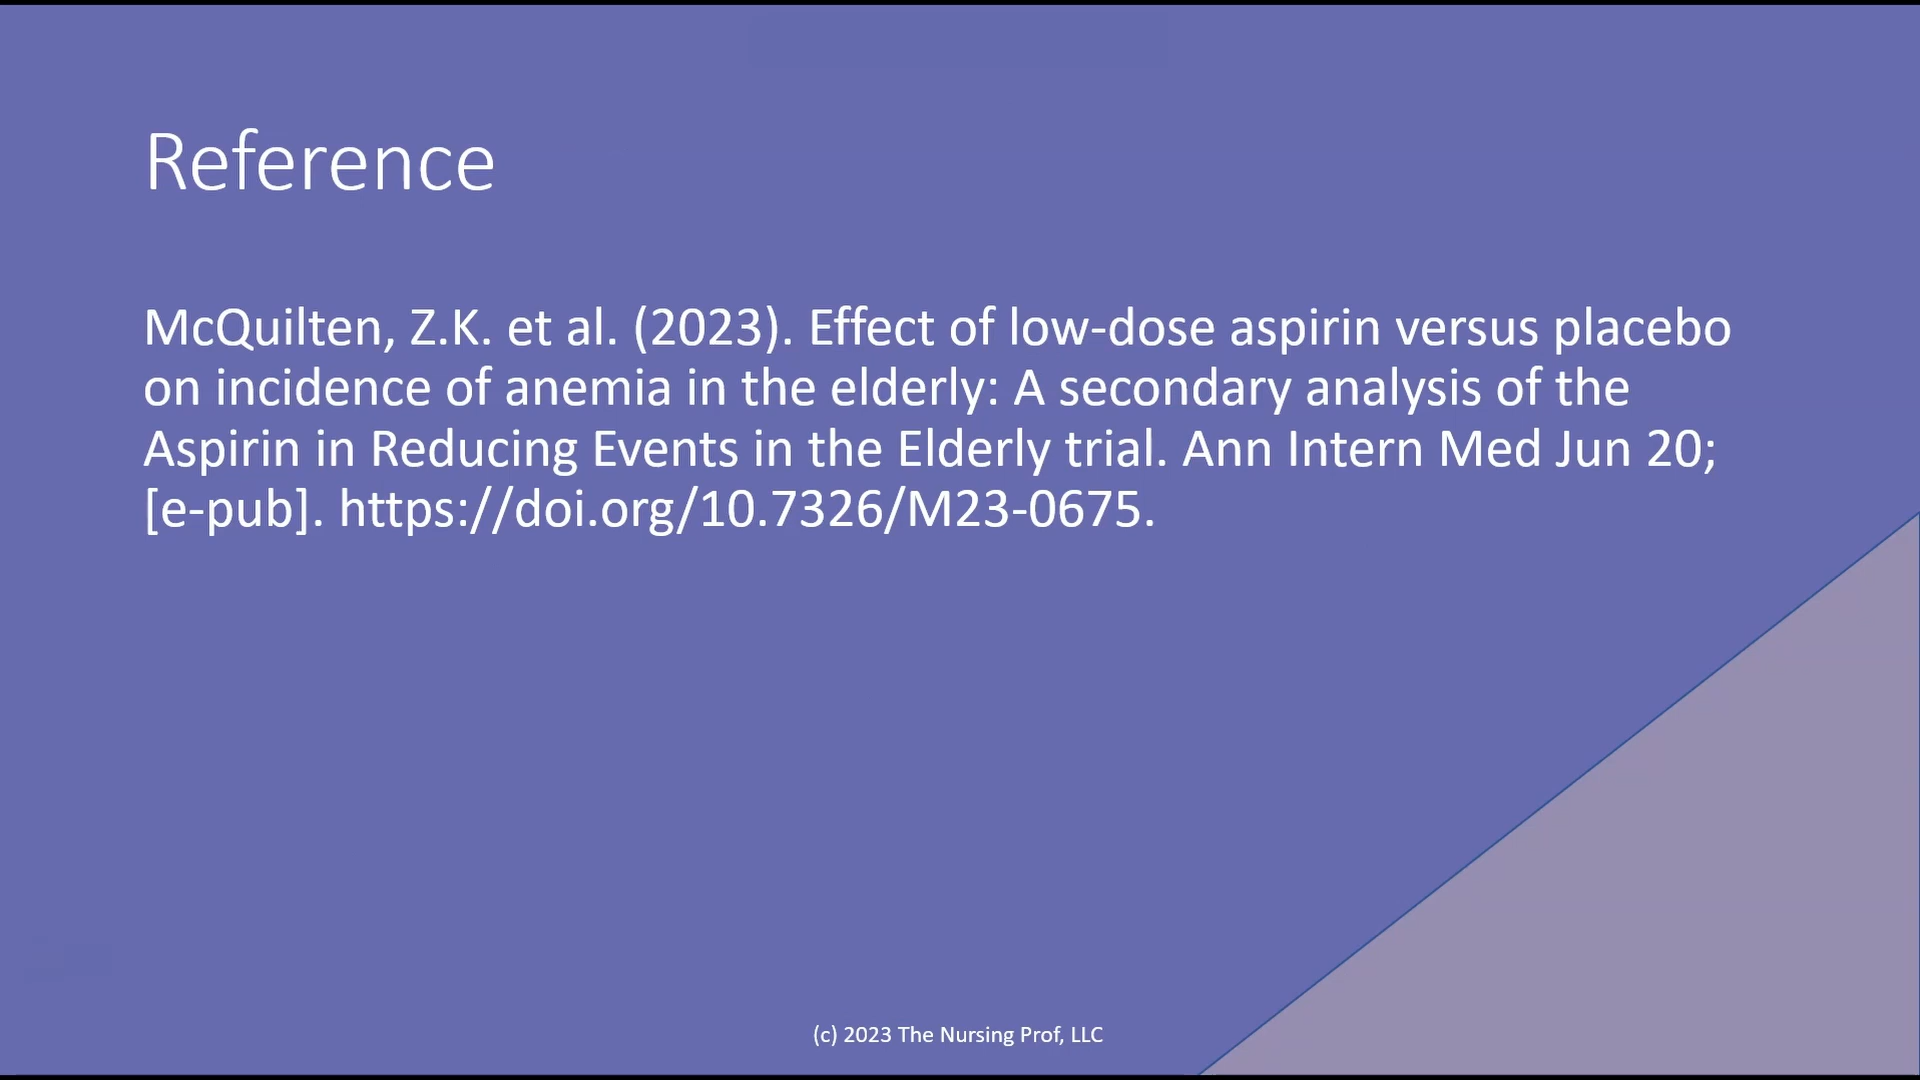 Reference
McQuilten, Z.K. et al. (2023). Effect of low-dose aspirin versus placebo
on incidence of anemia in the elderly: A secondary analysis of the
Aspirin in Reducing Events in the Elderly trial. Ann Intern Med Jun 20;
[e-pub]. https://doi.org/10.7326/M23-0675.
(c) 2023 The Nursing Prof, LLC